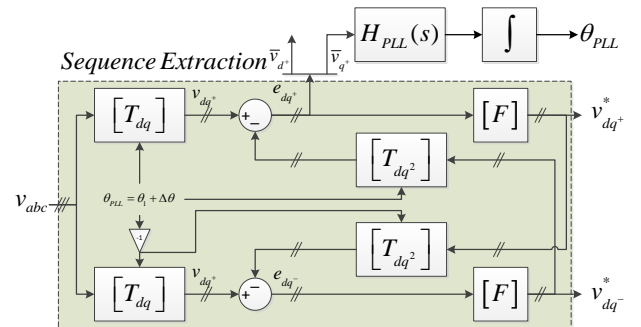 Sequence Extraction
v̅_{d⁺}
v̅_{q⁺}
H_{PLL}(s)
∫
θ_{PLL}
[T_{dq}]
v_{dq⁺}
+
−
e_{dq⁺}
[F]
v*_{dq⁺}
[T_{dq²}]
v_{abc}
θ_{PLL} = θ₁ + Δθ
-1
[T_{dq²}]
[T_{dq}]
v_{dq⁺}
+
−
e_{dq⁻}
[F]
v*_{dq⁻}